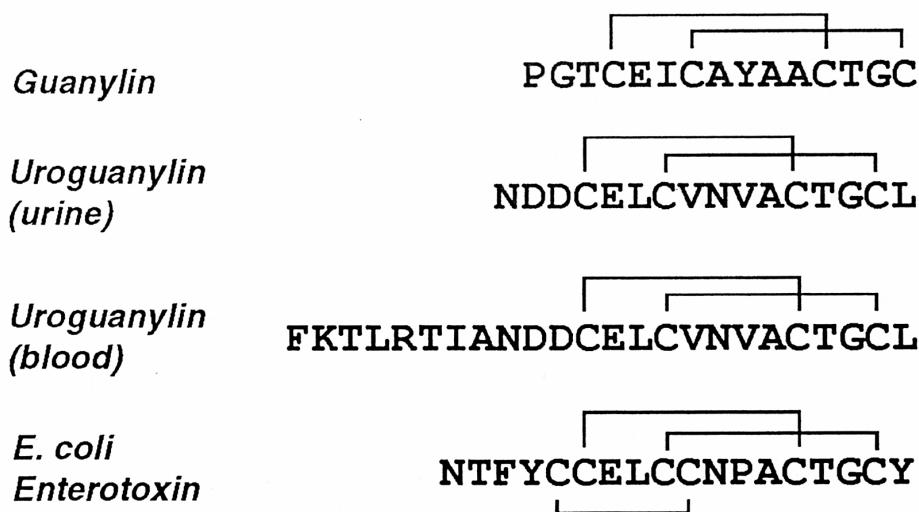 Guanylin PGTCEICAYAACTGC
Uroguanylin
(urine) NDDCELCVNVACTGCL
Uroguanylin
(blood) FKTLRTIANDDCELCVNVACTGCL
E. coli
Enterotoxin NTFYCCELCCNPACTGCY